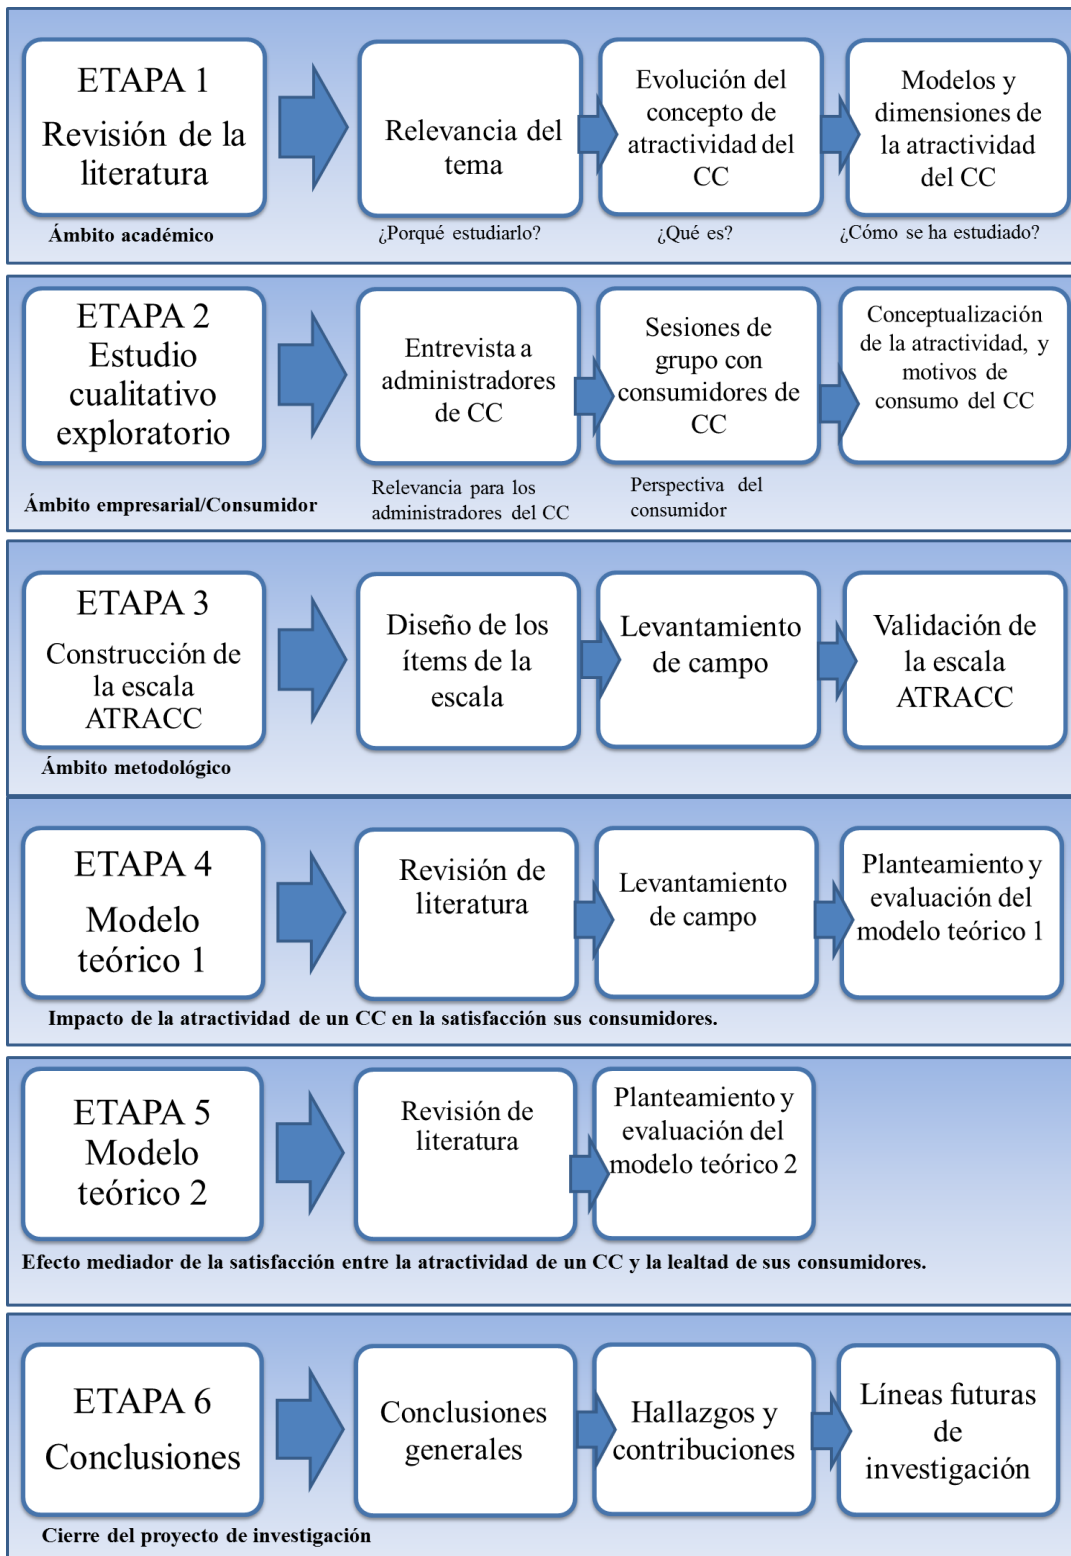 ETAPA 1
Revisión de la
literatura
Ámbito académico
Relevancia del
tema
¿Porqué estudiarlo?
Evolución del
concepto de
atractividad del
CC
¿Qué es?
Modelos y
dimensiones de
la atractividad
del CC
¿Cómo se ha estudiado?
ETAPA 2
Estudio
cualitativo
exploratorio
Ámbito empresarial/Consumidor
Entrevista a
administradores
de CC
Relevancia para los
administradores del CC
Sesiones de
grupo con
consumidores de
CC
Perspectiva del
consumidor
Conceptualización
de la atractividad, y
motivos de
consumo del CC
ETAPA 3
Construcción de
la escala
ATRACC
Ámbito metodológico
Diseño de los
ítems de la
escala
Levantamiento
de campo
Validación de
la escala
ATRACC
ETAPA 4
Modelo
teórico 1
Revisión de
literatura
Levantamiento
de campo
Planteamiento y
evaluación del
modelo teórico 1
Impacto de la atractividad de un CC en la satisfacción sus consumidores.
ETAPA 5
Modelo
teórico 2
Revisión de
literatura
Planteamiento y
evaluación del
modelo teórico 2
Efecto mediador de la satisfacción entre la atractividad de un CC y la lealtad de sus consumidores.
ETAPA 6
Conclusiones
Conclusiones
generales
Hallazgos y
contribuciones
Líneas futuras
de
investigación
Cierre del proyecto de investigación